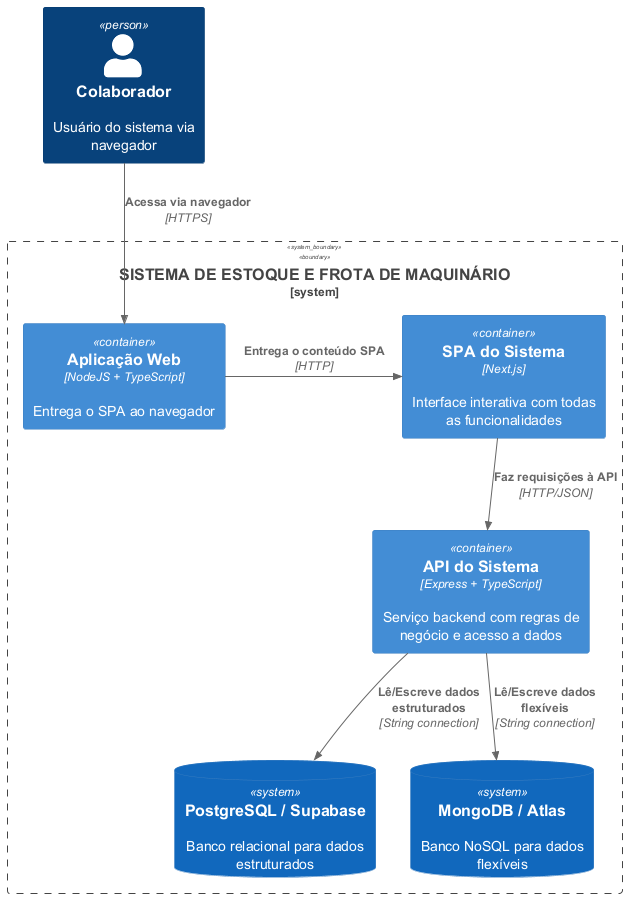 «person»
Colaborador
Usuário do sistema via
navegador
Acessa via navegador
[HTTPS]
«system_boundary»
«boundary»
SISTEMA DE ESTOQUE E FROTA DE MAQUINÁRIO
[system]
«container»
Aplicação Web
[NodeJS + TypeScript]
Entrega o SPA ao navegador
Entrega o conteúdo SPA
[HTTP]
«container»
SPA do Sistema
[Next.js]
Interface interativa com todas
as funcionalidades
Faz requisições à API
[HTTP/JSON]
«container»
API do Sistema
[Express + TypeScript]
Serviço backend com regras de
negócio e acesso a dados
Lê/Escreve dados
estruturados
[String connection]
Lê/Escreve dados
flexíveis
[String connection]
«system»
PostgreSQL / Supabase
Banco relacional para dados
estruturados
«system»
MongoDB / Atlas
Banco NoSQL para dados
flexíveis